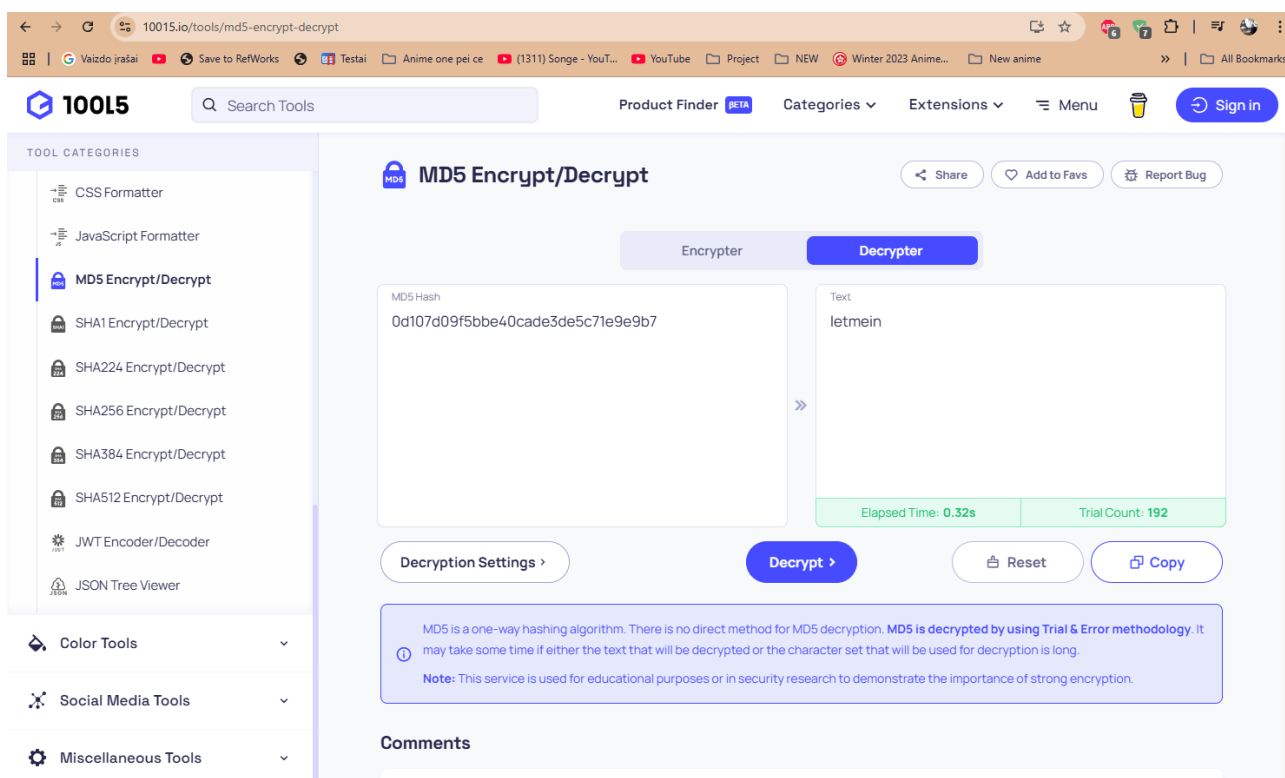 10015.io/tools/md5-encrypt-decrypt
6
7
Vaizdo įrašai
Save to RefWorks
Testai
Anime one pei ce
(1311) Songe - YouT...
YouTube
Project
NEW
Winter 2023 Anime...
New anime
»
All Bookmarks
10015
Search Tools
Product Finder BETA
Categories
Extensions
Menu
Sign in
TOOL CATEGORIES
CSS Formatter
JavaScript Formatter
MD5 Encrypt/Decrypt
SHA1 Encrypt/Decrypt
SHA224 Encrypt/Decrypt
SHA256 Encrypt/Decrypt
SHA384 Encrypt/Decrypt
SHA512 Encrypt/Decrypt
JWT Encoder/Decoder
JSON Tree Viewer
Color Tools
Social Media Tools
Miscellaneous Tools
MD5
MD5 Encrypt/Decrypt
Share
Add to Favs
Report Bug
Encrypter
Decrypter
MD5 Hash
0d107d09f5bbe40cade3de5c71e9e9b7
Text
letmein
Elapsed Time: 0.32s
Trial Count: 192
Decryption Settings >
Decrypt >
Reset
Copy
MD5 is a one-way hashing algorithm. There is no direct method for MD5 decryption. MD5 is decrypted by using Trial & Error methodology. It
may take some time if either the text that will be decrypted or the character set that will be used for decryption is long.
Note: This service is used for educational purposes or in security research to demonstrate the importance of strong encryption.
Comments